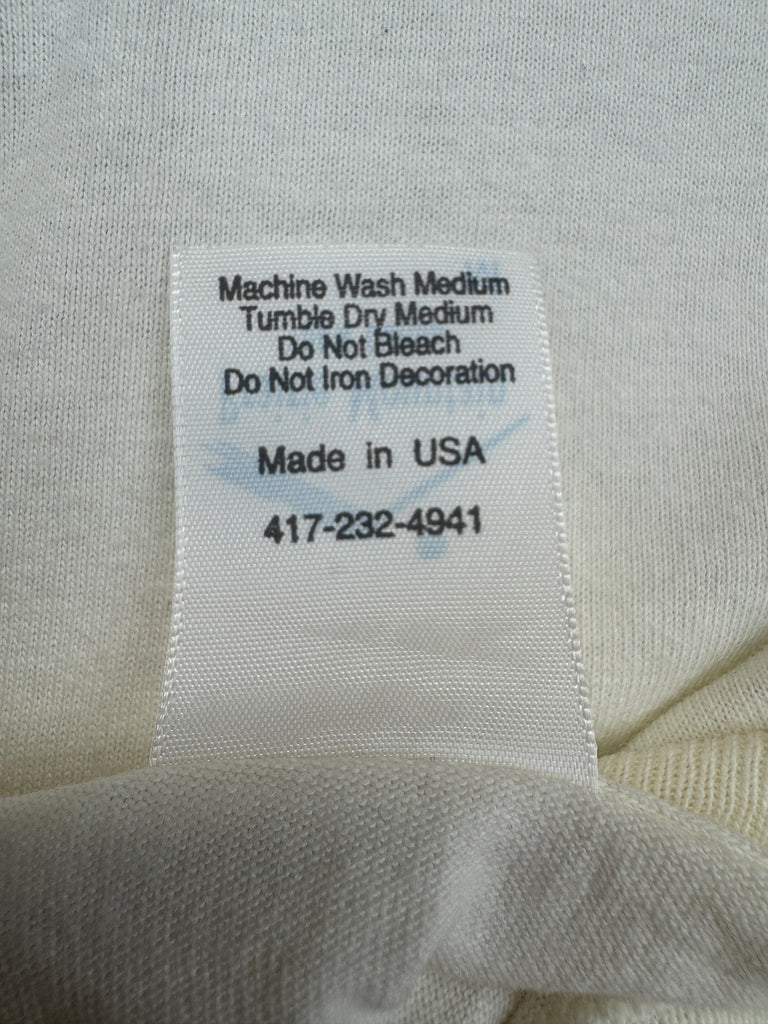 Machine Wash Medium
Tumble Dry Medium
Do Not Bleach
Do Not Iron Decoration
Made in USA
417-232-4941